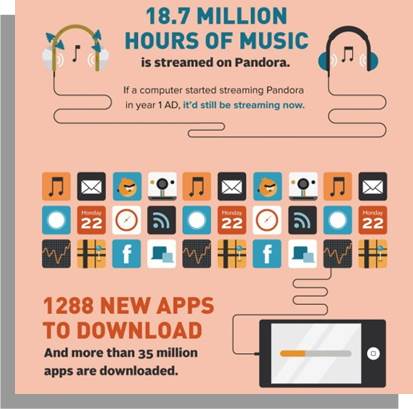 18.7 MILLION
HOURS OF MUSIC
is streamed on Pandora.
If a computer started streaming Pandora
in year 1 AD, it'd still be streaming now.
Monday Monday Monday
22 22 22
f f
1288 NEW APPS
TO DOWNLOAD
And more than 35 million
apps are downloaded.